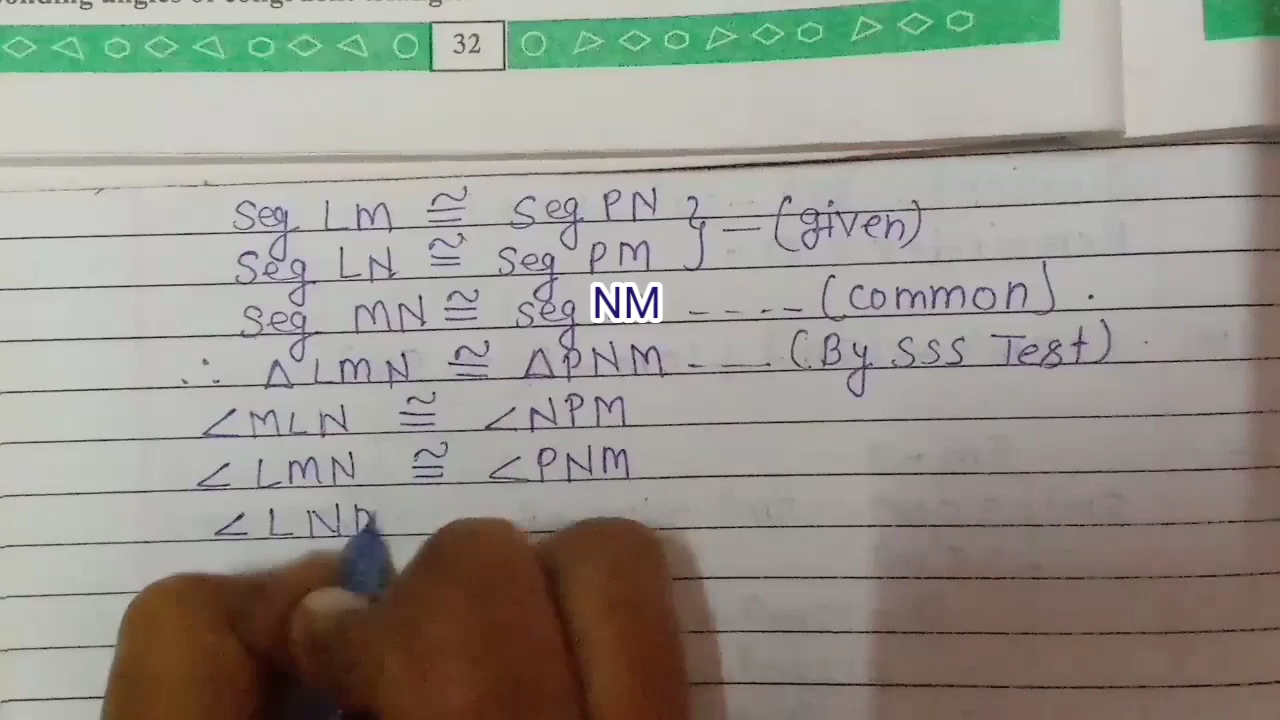 32
Seg LM ≅ Seg PN } — (given)
Seg LN ≅ Seg PM
Seg MN ≅ seg NM ---- (common).
∴ △LMN ≅ △PNM ---- (By SSS Test)
∠MLN ≅ ∠NPM
∠LMN ≅ ∠PNM
∠LN